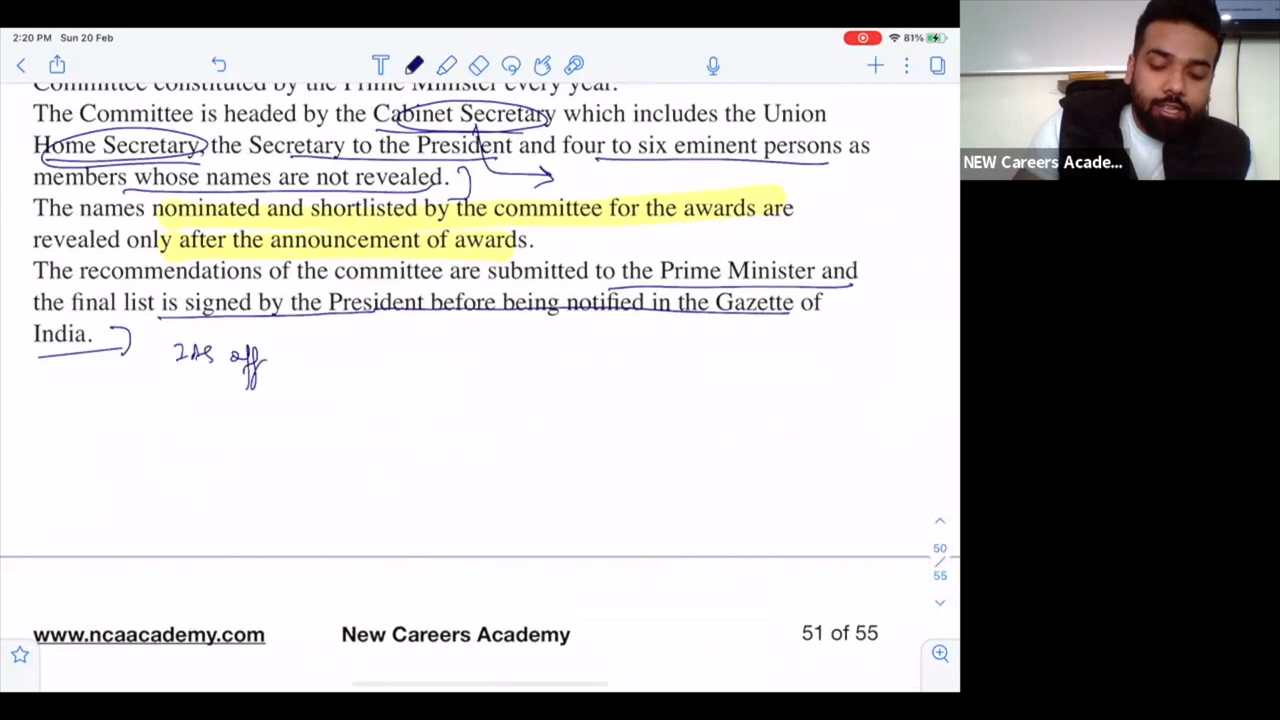 2:20 PM Sun 20 Feb
81%
Committee constituted by the Prime Minister every year.
The Committee is headed by the Cabinet Secretary which includes the Union
Home Secretary, the Secretary to the President and four to six eminent persons as
members whose names are not revealed.
The names nominated and shortlisted by the committee for the awards are
revealed only after the announcement of awards.
The recommendations of the committee are submitted to the Prime Minister and
the final list is signed by the President before being notified in the Gazette of
India.
IAS off
50
55
www.ncaacademy.com New Careers Academy 51 of 55
NEW Careers Acade...